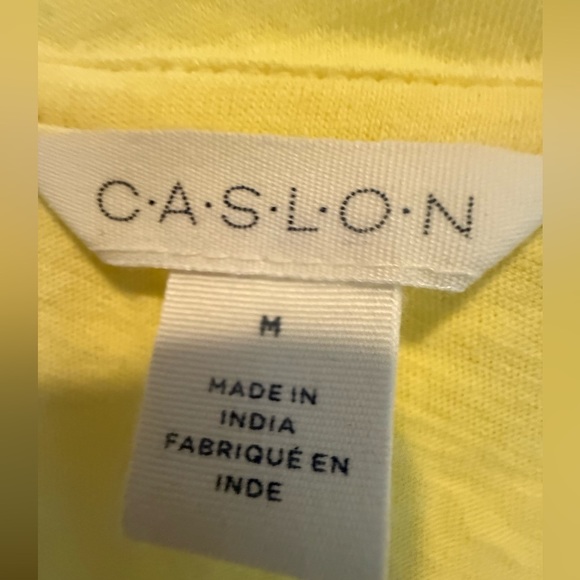 C·A·S·L·O·N
M
MADE IN
INDIA
FABRIQUÉ EN
INDE